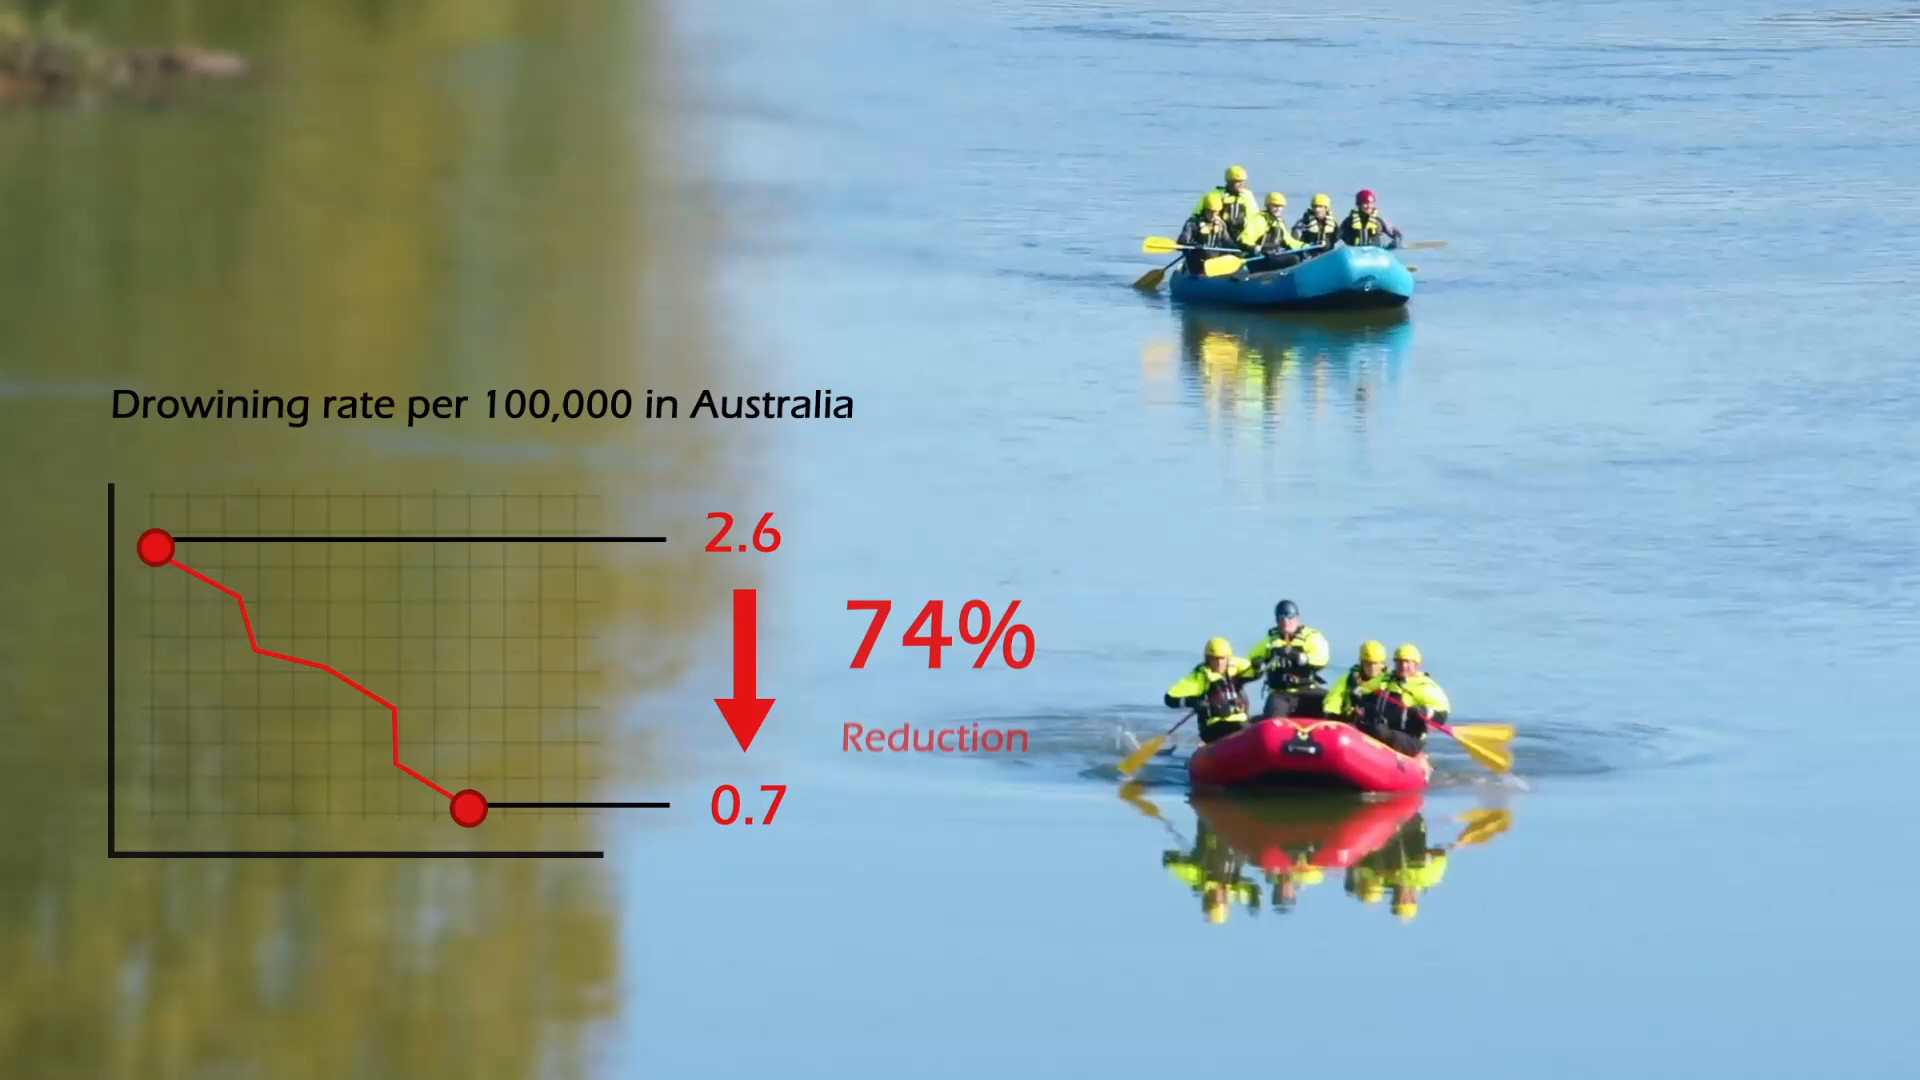 Drowining rate per 100,000 in Australia
2.6
74%
Reduction
0.7